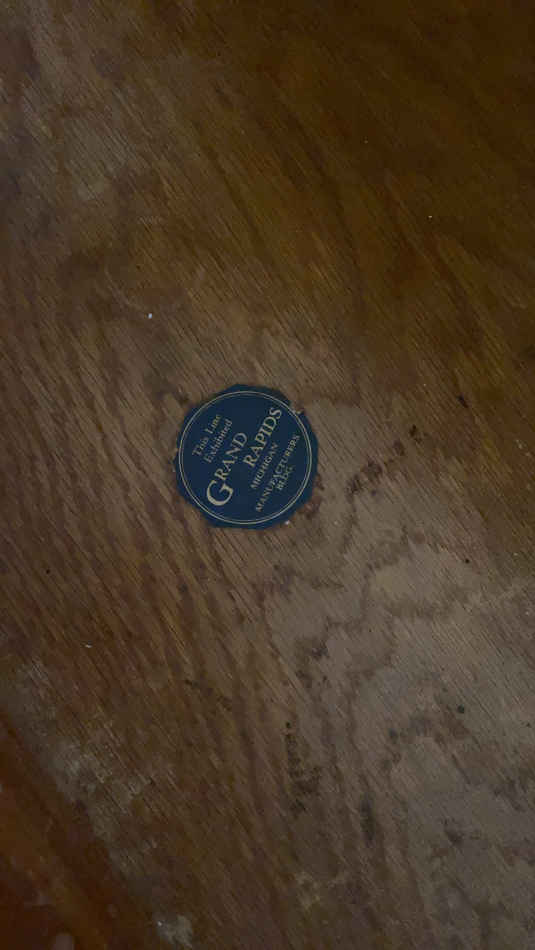 This Line
Exhibited
GRAND
RAPIDS
MICHIGAN
MANUFACTURERS
BLDG.